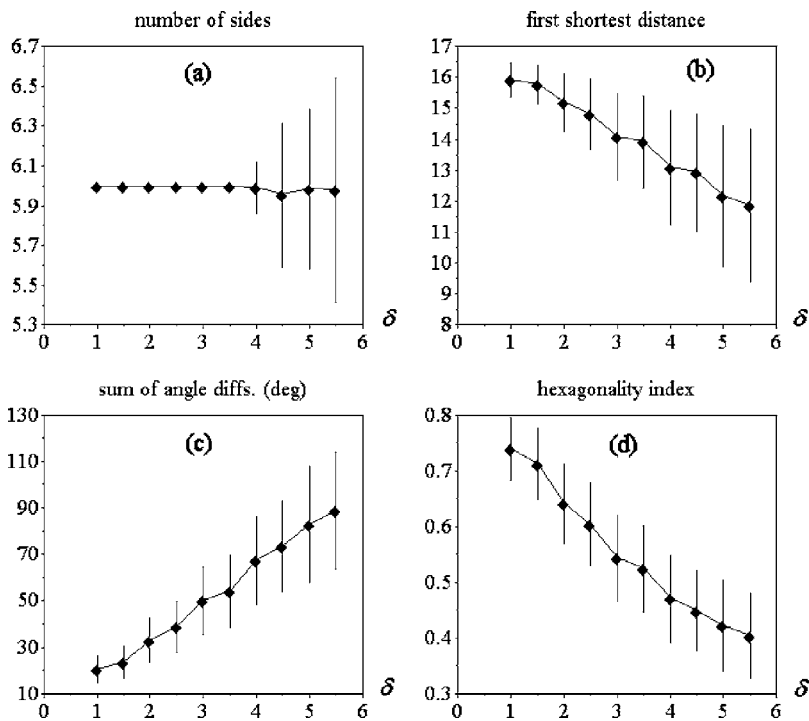 number of sides
first shortest distance
6.7
6.5
6.3
6.1
5.9
5.7
5.5
5.3
(a)
0 1 2 3 4 5 6 δ
17
16
15
14
13
12
11
10
9
8
(b)
0 1 2 3 4 5 6 δ
sum of angle diffs. (deg)
hexagonality index
130
110
90
70
50
30
10
(c)
0 1 2 3 4 5 6 δ
0.8
0.7
0.6
0.5
0.4
0.3
(d)
0 1 2 3 4 5 6 δ